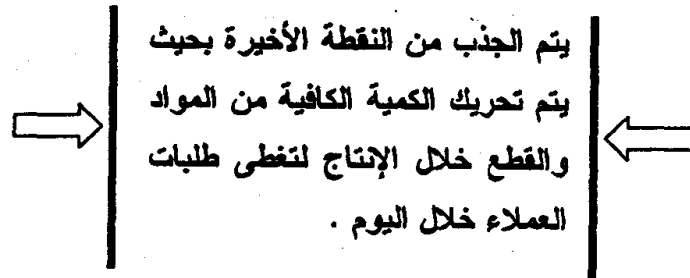 يتم الجذب من النقطة الأخيرة بحيث
يتم تحريك الكمية الكافية من المواد
والقطع خلال الإنتاج لتغطى طلبات
العملاء خلال اليوم .